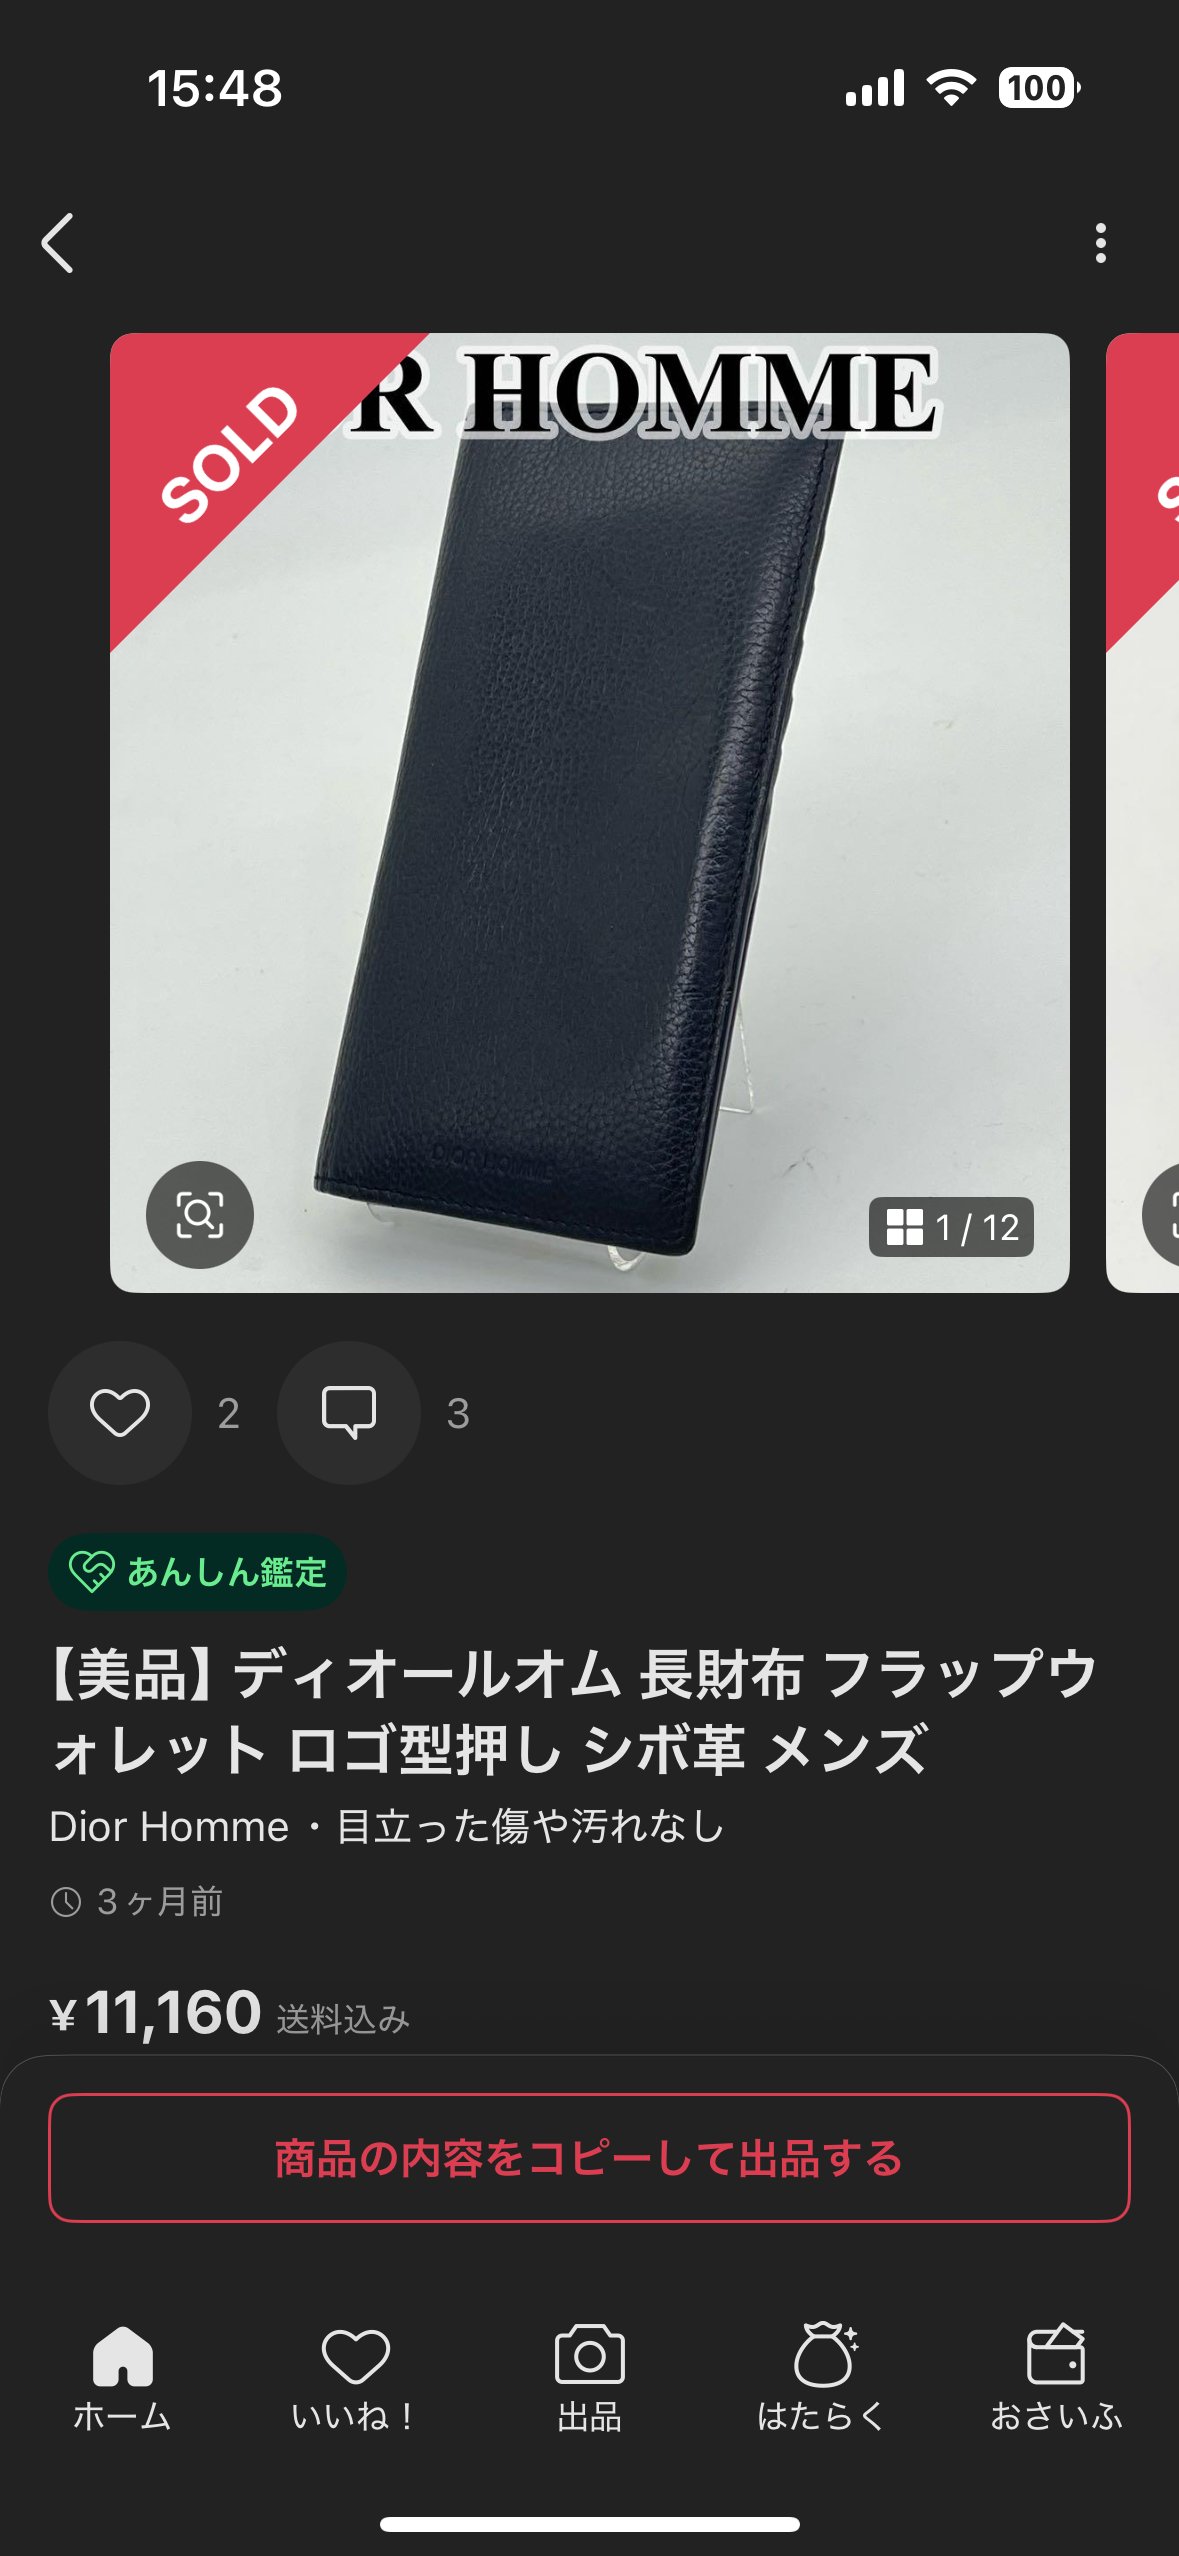 15:48
100
SOLD
R HOMME
DIOR HOMME
1 / 12
2
3
あんしん鑑定
【美品】ディオールオム 長財布 フラップウ
ォレット ロゴ型押し シボ革 メンズ
Dior Homme・目立った傷や汚れなし
3ヶ月前
¥11,160 送料込み
商品の内容をコピーして出品する
ホーム
いいね！
出品
はたらく
おさいふ